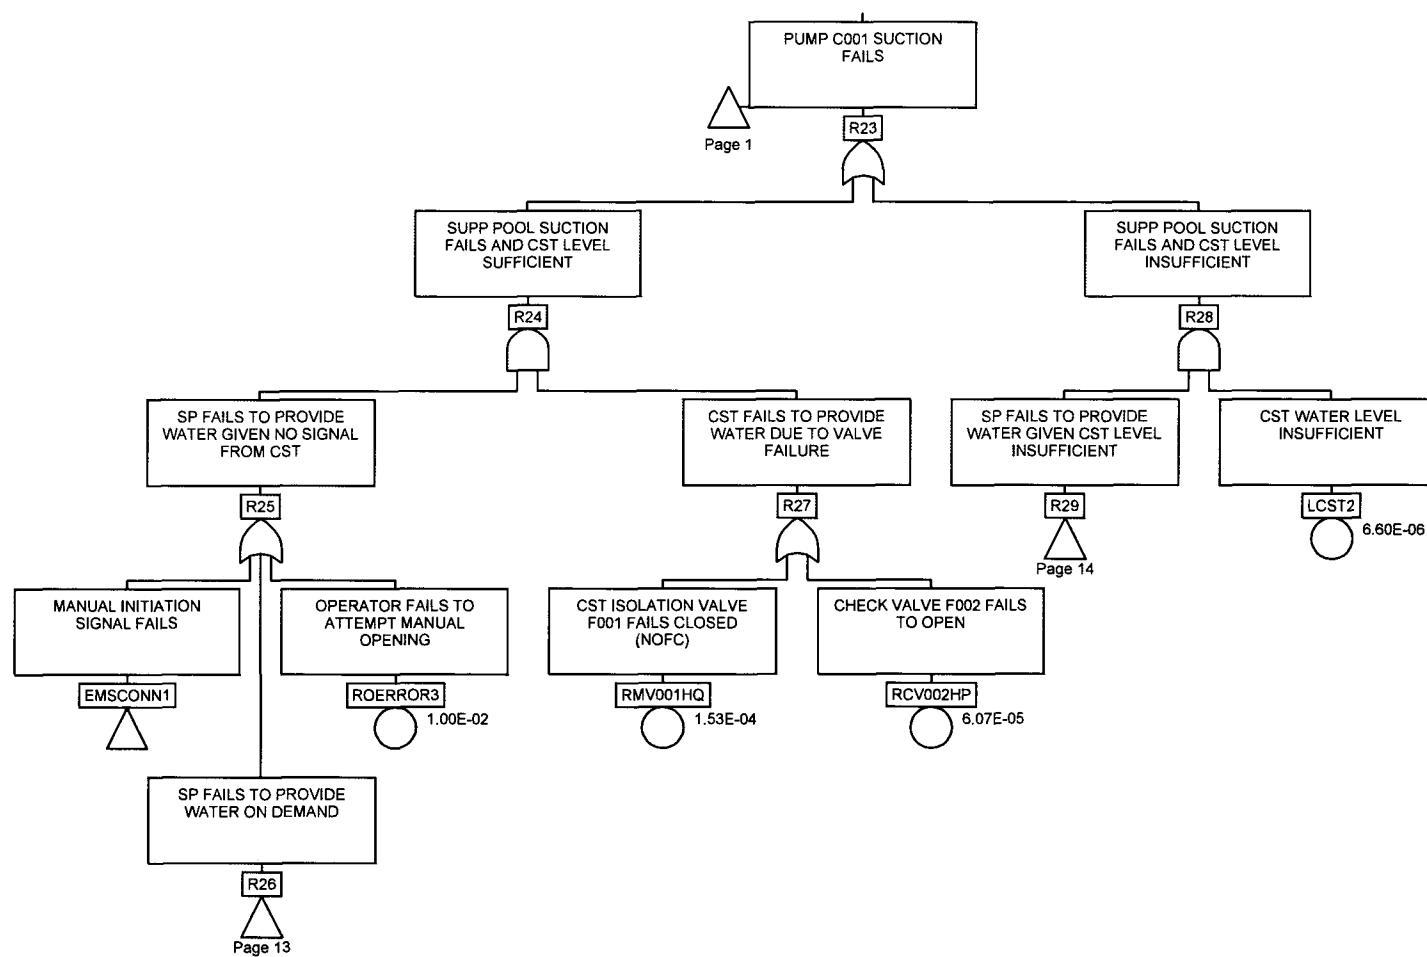 PUMP C001 SUCTION
FAILS
Page 1
R23
SUPP POOL SUCTION
FAILS AND CST LEVEL
SUFFICIENT
R24
SUPP POOL SUCTION
FAILS AND CST LEVEL
INSUFFICIENT
R28
SP FAILS TO PROVIDE
WATER GIVEN NO SIGNAL
FROM CST
R25
CST FAILS TO PROVIDE
WATER DUE TO VALVE
FAILURE
R27
SP FAILS TO PROVIDE
WATER GIVEN CST LEVEL
INSUFFICIENT
R29
Page 14
CST WATER LEVEL
INSUFFICIENT
LCST2
6.60E-06
MANUAL INITIATION
SIGNAL FAILS
EMSCONN1
OPERATOR FAILS TO
ATTEMPT MANUAL
OPENING
ROERROR3
1.00E-02
CST ISOLATION VALVE
F001 FAILS CLOSED
(NOFC)
RMV001HQ
1.53E-04
CHECK VALVE F002 FAILS
TO OPEN
RCV002HP
6.07E-05
SP FAILS TO PROVIDE
WATER ON DEMAND
R26
Page 13